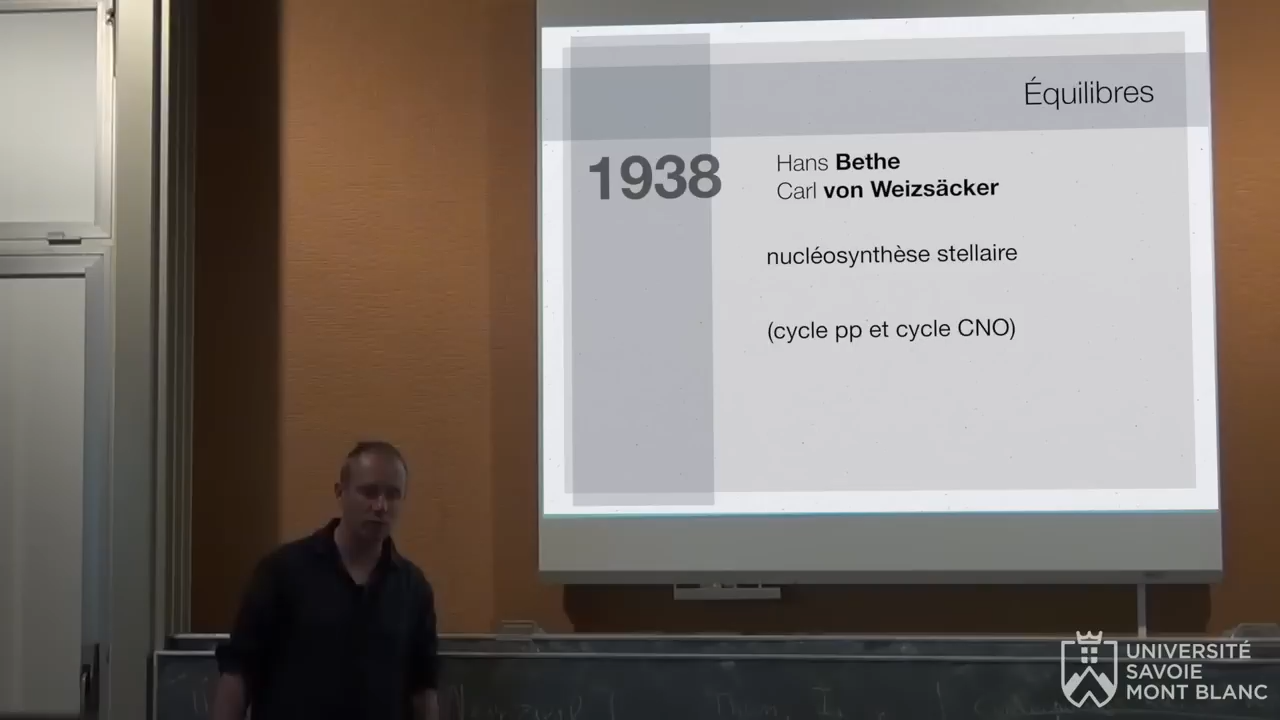 Équilibres
1938
Hans Bethe
Carl von Weizsäcker
nucléosynthèse stellaire
(cycle pp et cycle CNO)
UNIVERSITÉ
SAVOIE
MONT BLANC